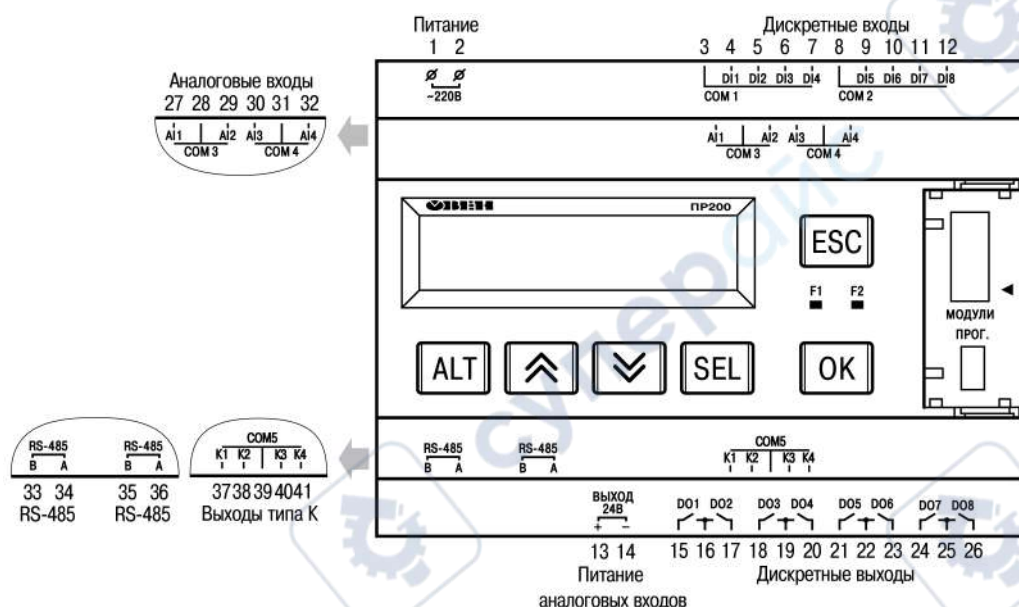 Питание
1 2
Дискретные входы
3 4 5 6 7 8 9 10 11 12
~220В
DI1 DI2 DI3 DI4 DI5 DI6 DI7 DI8
COM 1 COM 2
Аналоговые входы
27 28 29 30 31 32
AI1 AI2 AI3 AI4
COM 3 COM 4
AI1 AI2 AI3 AI4
COM 3 COM 4
ОВЕН ПР200
ESC
F1 F2
МОДУЛИ
ПРОГ.
ALT SEL OK
RS-485 RS-485
B A B A
33 34 35 36
RS-485 RS-485
COM5
K1 K2 K3 K4
37 38 39 40 41
Выходы типа К
RS-485 RS-485
B A B A
COM5
K1 K2 K3 K4
ВЫХОД
24В
+ −
DO1 DO2 DO3 DO4 DO5 DO6 DO7 DO8
13 14 15 16 17 18 19 20 21 22 23 24 25 26
Питание
аналоговых входов
Дискретные выходы
суперайс